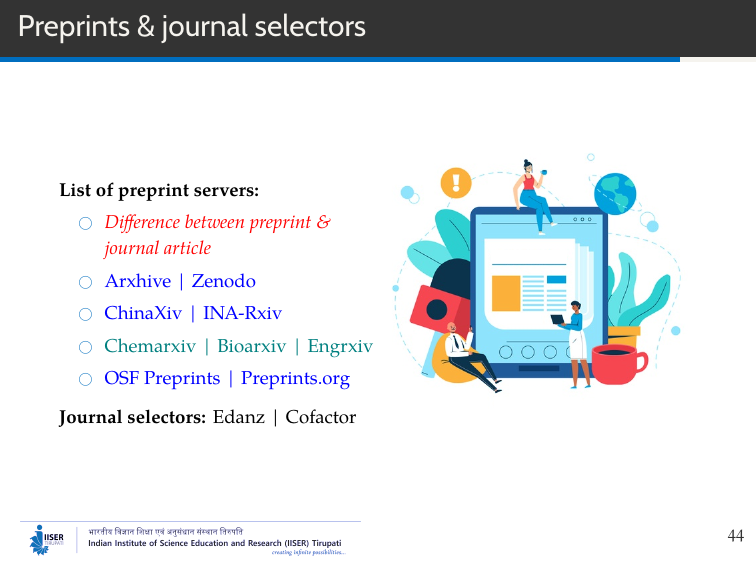 Preprints & journal selectors
List of preprint servers:
Difference between preprint &
journal article
Arxhive | Zenodo
ChinaXiv | INA-Rxiv
Chemarxiv | Bioarxiv | Engrxiv
OSF Preprints | Preprints.org
Journal selectors: Edanz | Cofactor
भारतीय विज्ञान शिक्षा एवं अनुसंधान संस्थान तिरुपति
IISER
TIRUPATI
Indian Institute of Science Education and Research (IISER) Tirupati
creating infinite possibilities...
44